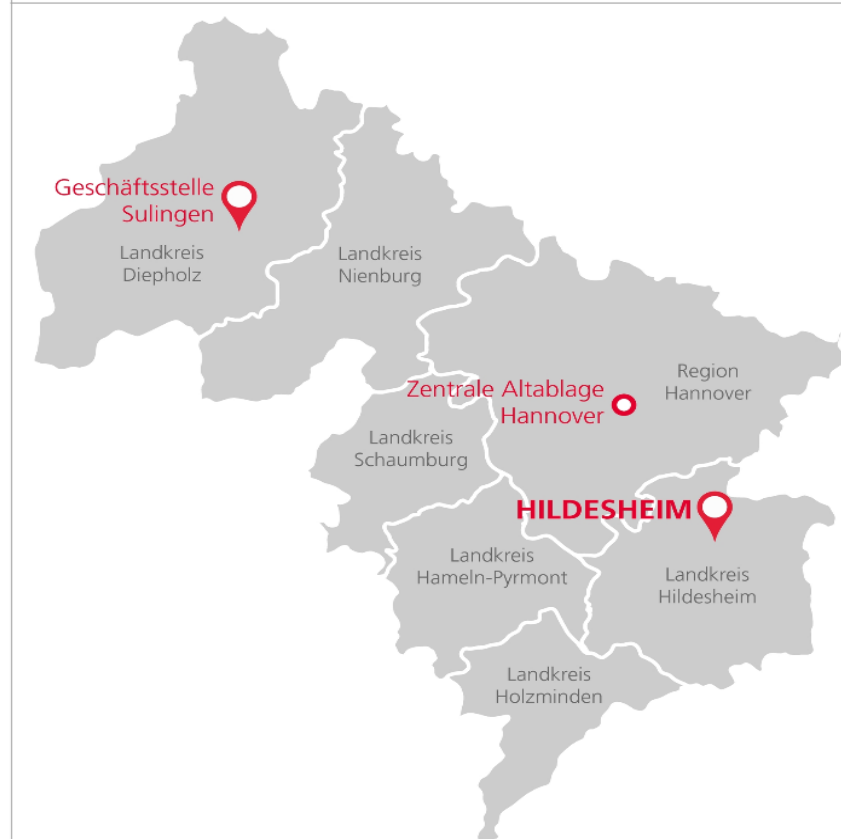 Geschäftsstelle
Sulingen
Landkreis
Diepholz
Landkreis
Nienburg
Region
Hannover
Zentrale Altablage
Hannover
Landkreis
Schaumburg
HILDESHEIM
Landkreis
Hameln-Pyrmont
Landkreis
Hildesheim
Landkreis
Holzminden